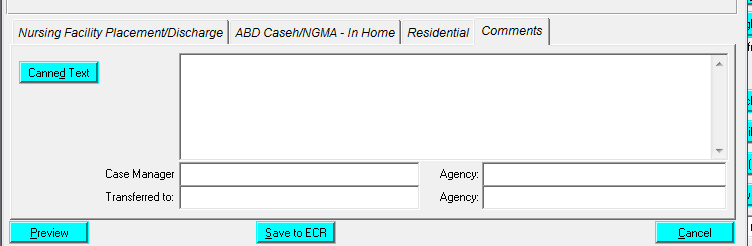 Nursing Facility Placement/Discharge ABD Caseh/NGMA - In Home Residential Comments
Canned Text
Case Manager Agency:
Transferred to: Agency:
Preview Save to ECR Cancel